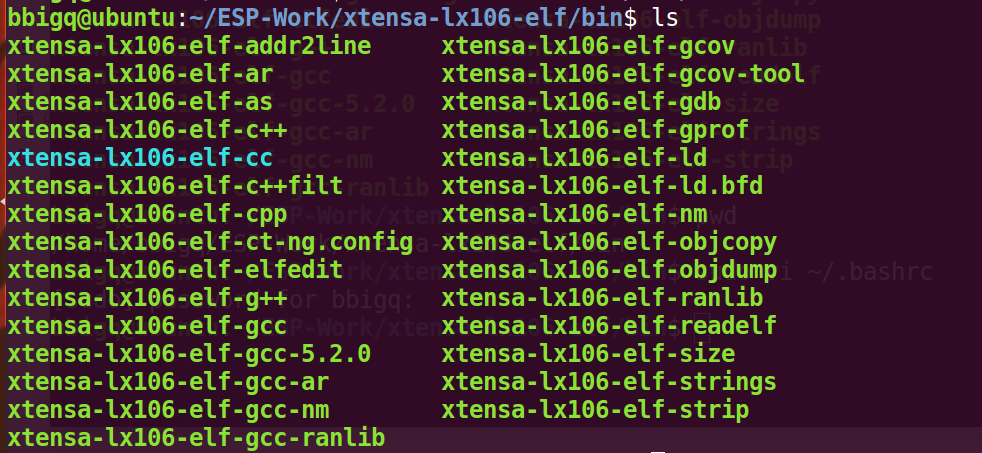 bbigq@ubuntu:~/ESP-Work/xtensa-lx106-elf/bin$ ls
xtensa-lx106-elf-addr2line xtensa-lx106-elf-gcov
xtensa-lx106-elf-ar xtensa-lx106-elf-gcov-tool
xtensa-lx106-elf-as xtensa-lx106-elf-gdb
xtensa-lx106-elf-c++ xtensa-lx106-elf-gprof
xtensa-lx106-elf-cc xtensa-lx106-elf-ld
xtensa-lx106-elf-c++filt xtensa-lx106-elf-ld.bfd
xtensa-lx106-elf-cpp xtensa-lx106-elf-nm
xtensa-lx106-elf-ct-ng.config xtensa-lx106-elf-objcopy
xtensa-lx106-elf-elfedit xtensa-lx106-elf-objdump
xtensa-lx106-elf-g++ xtensa-lx106-elf-ranlib
xtensa-lx106-elf-gcc xtensa-lx106-elf-readelf
xtensa-lx106-elf-gcc-5.2.0 xtensa-lx106-elf-size
xtensa-lx106-elf-gcc-ar xtensa-lx106-elf-strings
xtensa-lx106-elf-gcc-nm xtensa-lx106-elf-strip
xtensa-lx106-elf-gcc-ranlib